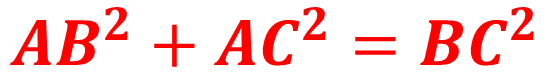 AB² + AC² = BC²